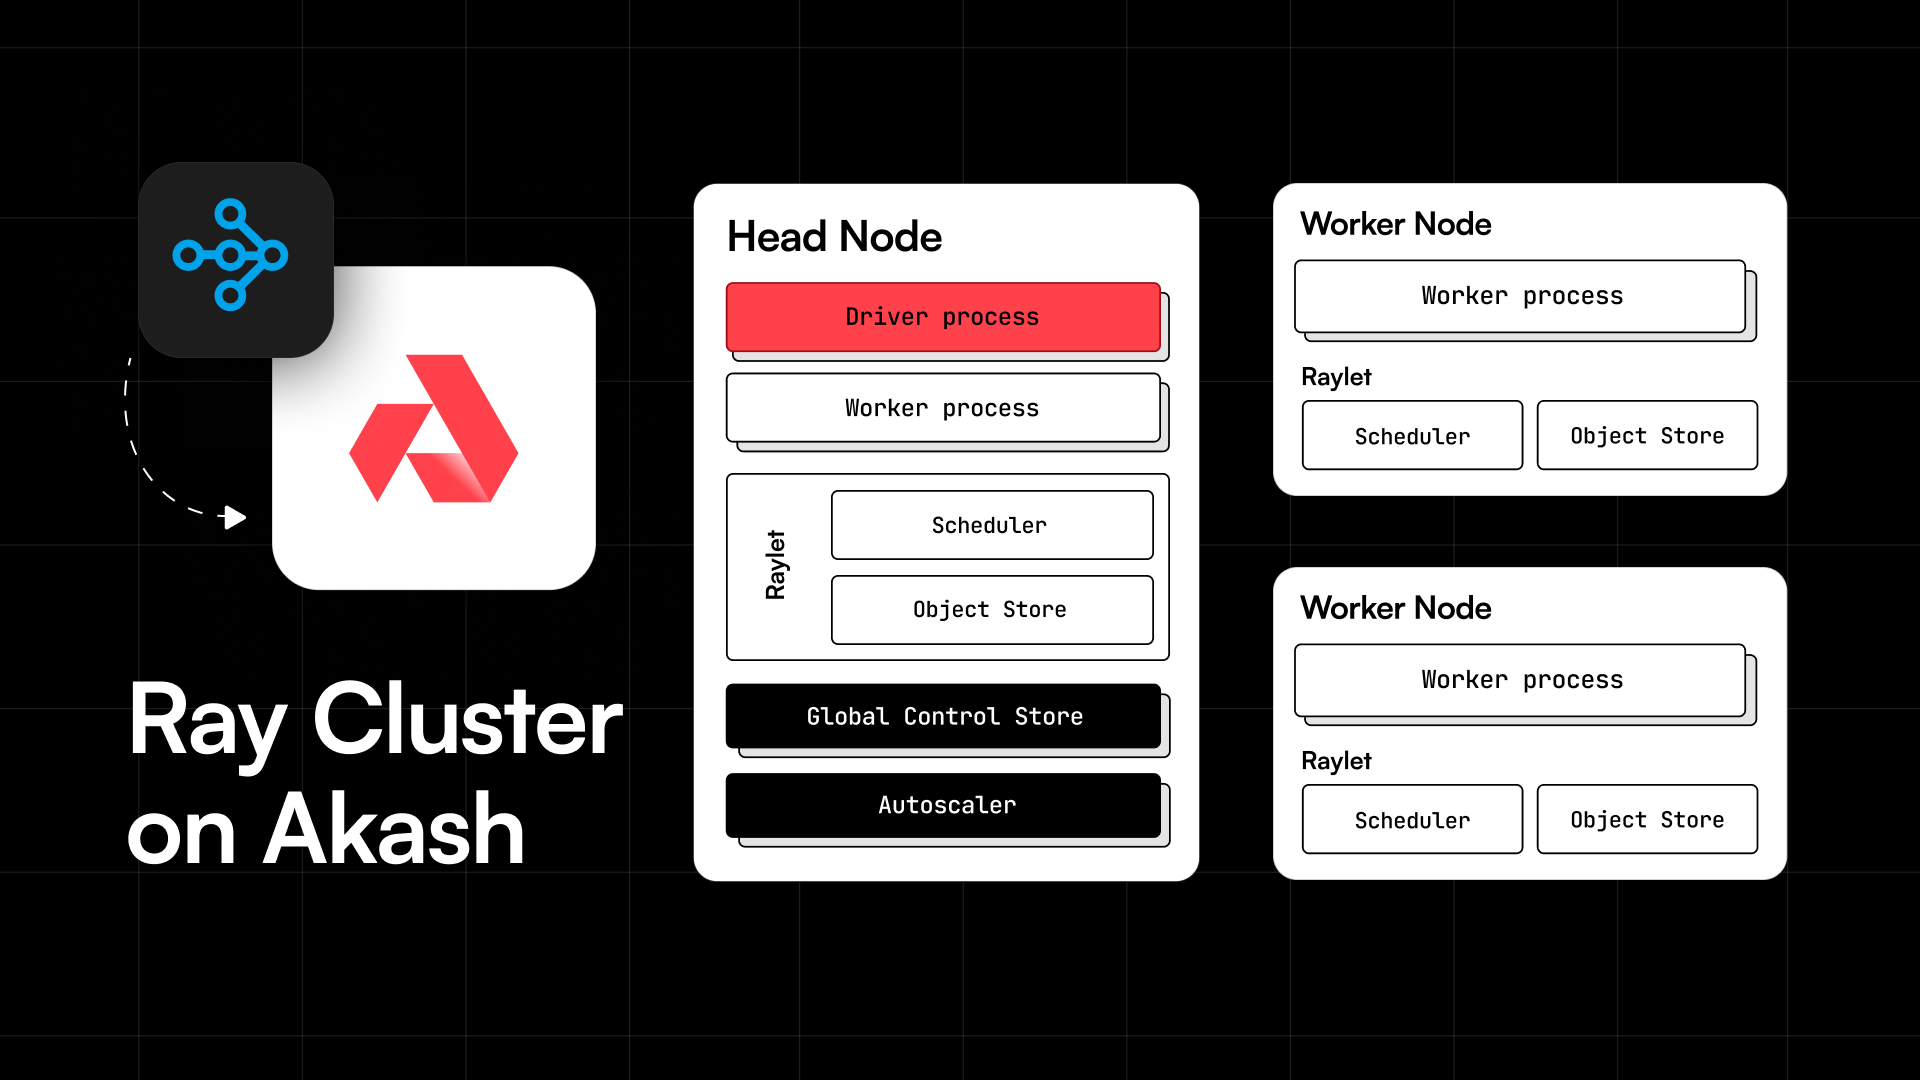 Ray Cluster
on Akash
Head Node
Driver process
Worker process
Raylet
Scheduler
Object Store
Global Control Store
Autoscaler
Worker Node
Worker process
Raylet
Scheduler
Object Store
Worker Node
Worker process
Raylet
Scheduler
Object Store